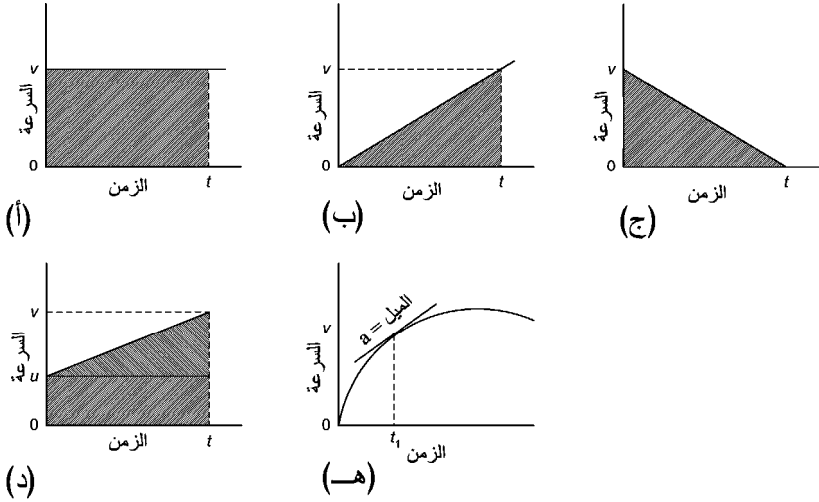 v
السرعة
0
الزمن
t
(أ)
v
السرعة
0
الزمن
t
(ب)
v
السرعة
0
الزمن
t
(ج)
v
السرعة
u
0
الزمن
t
(د)
الميل = a
v
السرعة
0
t₁
الزمن
(هـ)